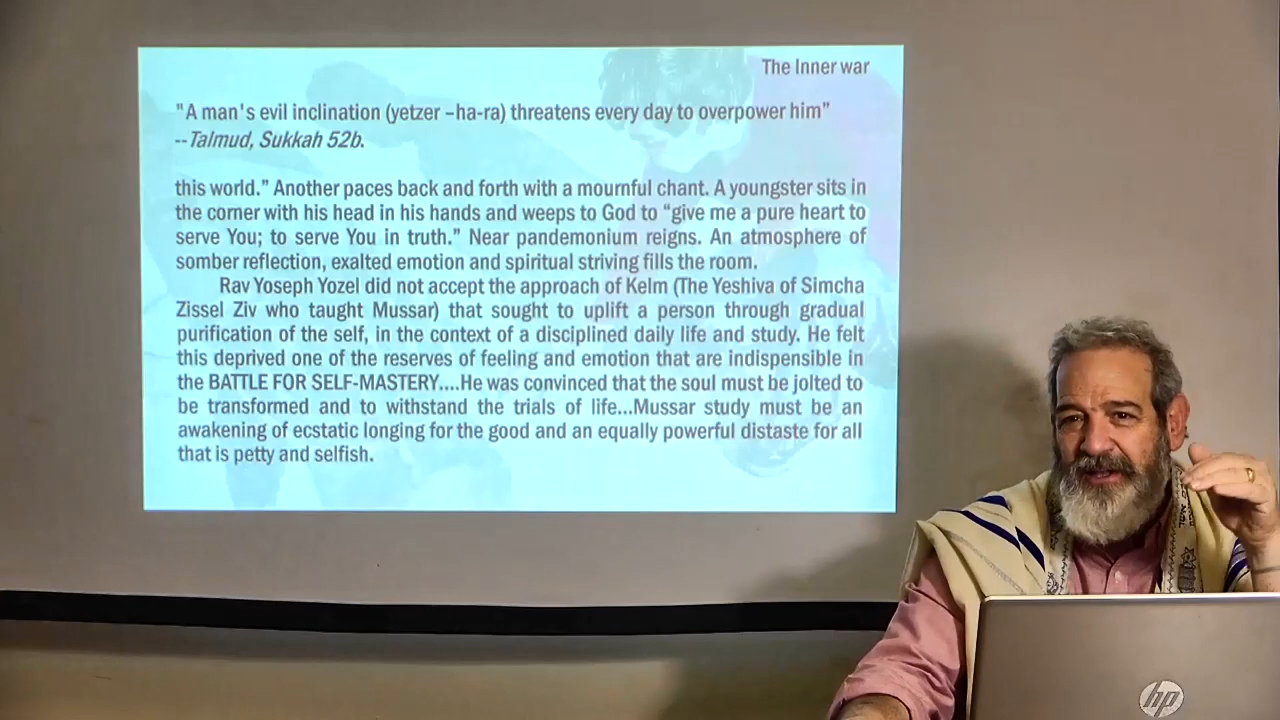 The Inner war
"A man's evil inclination (yetzer –ha-ra) threatens every day to overpower him"
--Talmud, Sukkah 52b.
this world." Another paces back and forth with a mournful chant. A youngster sits in
the corner with his head in his hands and weeps to God to "give me a pure heart to
serve You; to serve You in truth." Near pandemonium reigns. An atmosphere of
somber reflection, exalted emotion and spiritual striving fills the room.
Rav Yoseph Yozel did not accept the approach of Kelm (The Yeshiva of Simcha
Zissel Ziv who taught Mussar) that sought to uplift a person through gradual
purification of the self, in the context of a disciplined daily life and study. He felt
this deprived one of the reserves of feeling and emotion that are indispensible in
the BATTLE FOR SELF-MASTERY....He was convinced that the soul must be jolted to
be transformed and to withstand the trials of life...Mussar study must be an
awakening of ecstatic longing for the good and an equally powerful distaste for all
that is petty and selfish.
hp